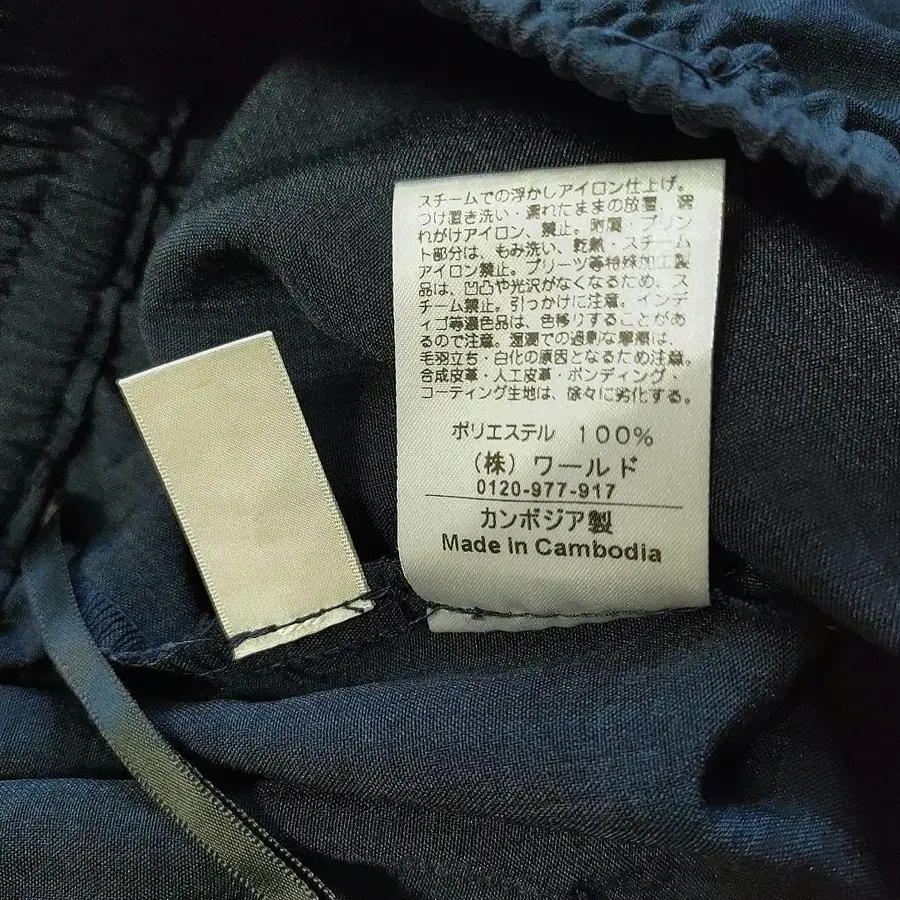 スチームでの浮かしアイロン仕上げ。
つけ置き洗い・濡れたままの放置、濡
れがけアイロン、禁止。附属・プリン
ト部分は、もみ洗い、乾熱・スチーム
アイロン禁止。プリーツ等特殊加工製
品は、凹凸や光沢がなくなるため、ス
チーム禁止。引っかけに注意。インデ
ィゴ等濃色品は、色移りすることがあ
るので注意。湿潤での過剰な摩擦は、
毛羽立ち・白化の原因となるため注意。
合成皮革・人工皮革・ボンディング・
コーティング生地は、徐々に劣化する。
ポリエステル 100%
(株) ワールド
0120-977-917
カンボジア製
Made in Cambodia